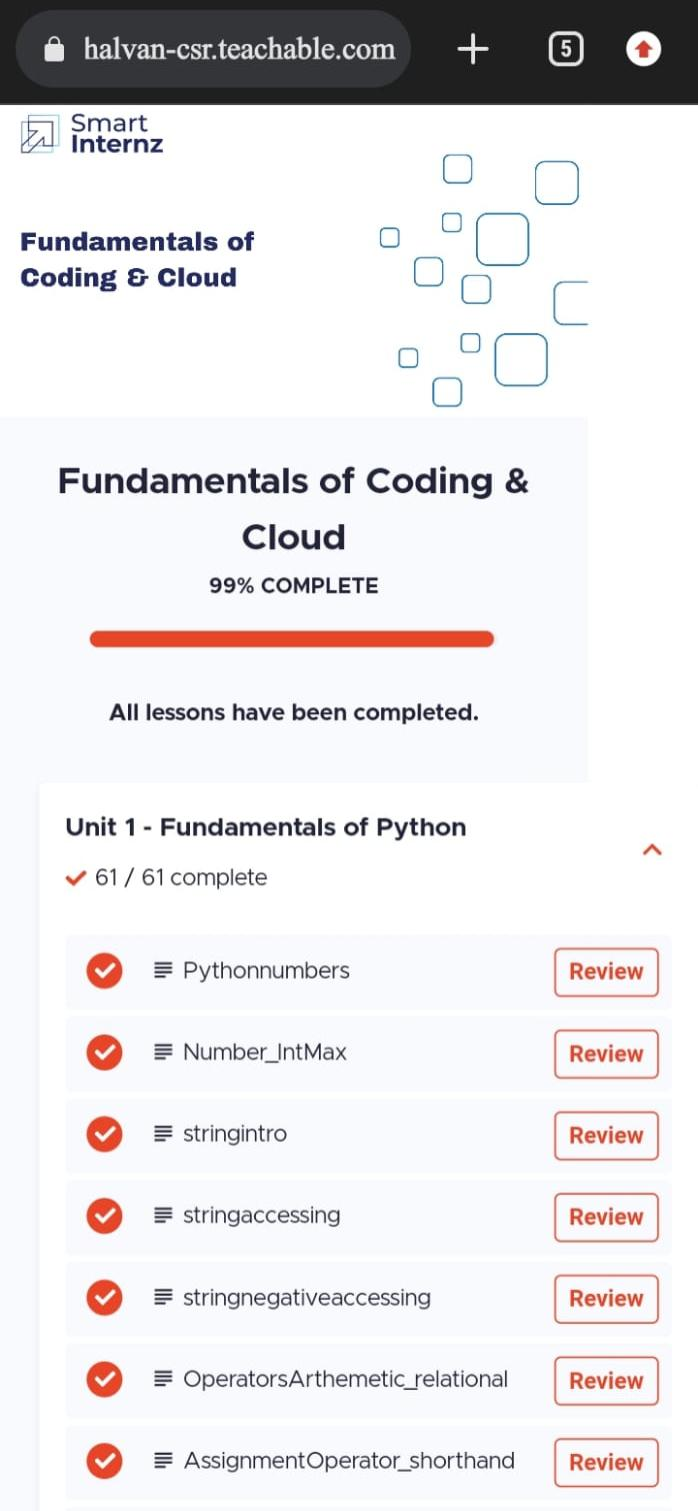 halvan-csr.teachable.com
5
Smart
Internz
Fundamentals of
Coding & Cloud
Fundamentals of Coding &
Cloud
99% COMPLETE
All lessons have been completed.
Unit 1 - Fundamentals of Python
61 / 61 complete
Pythonnumbers Review
Number_IntMax Review
stringintro Review
stringaccessing Review
stringnegativeaccessing Review
OperatorsArthemetic_relational Review
AssignmentOperator_shorthand Review